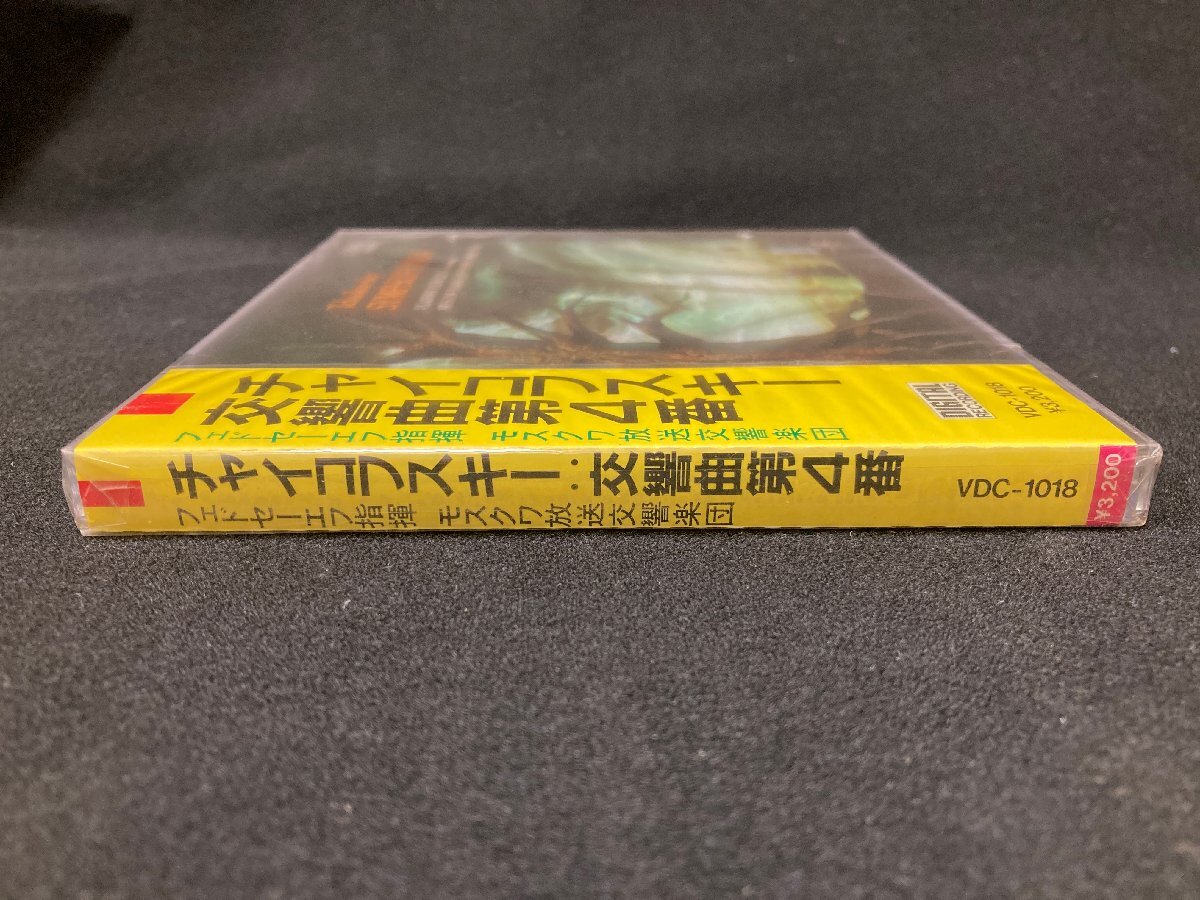 チャイコフスキー
交響曲第4番
フェドセーエフ指揮 モスクワ放送交響楽団
DIGITAL
RECORDING
VDC-1018
¥3,200
チャイコフスキー:交響曲第4番
フェドセーエフ指揮 モスクワ放送交響楽団
VDC-1018
¥3,200